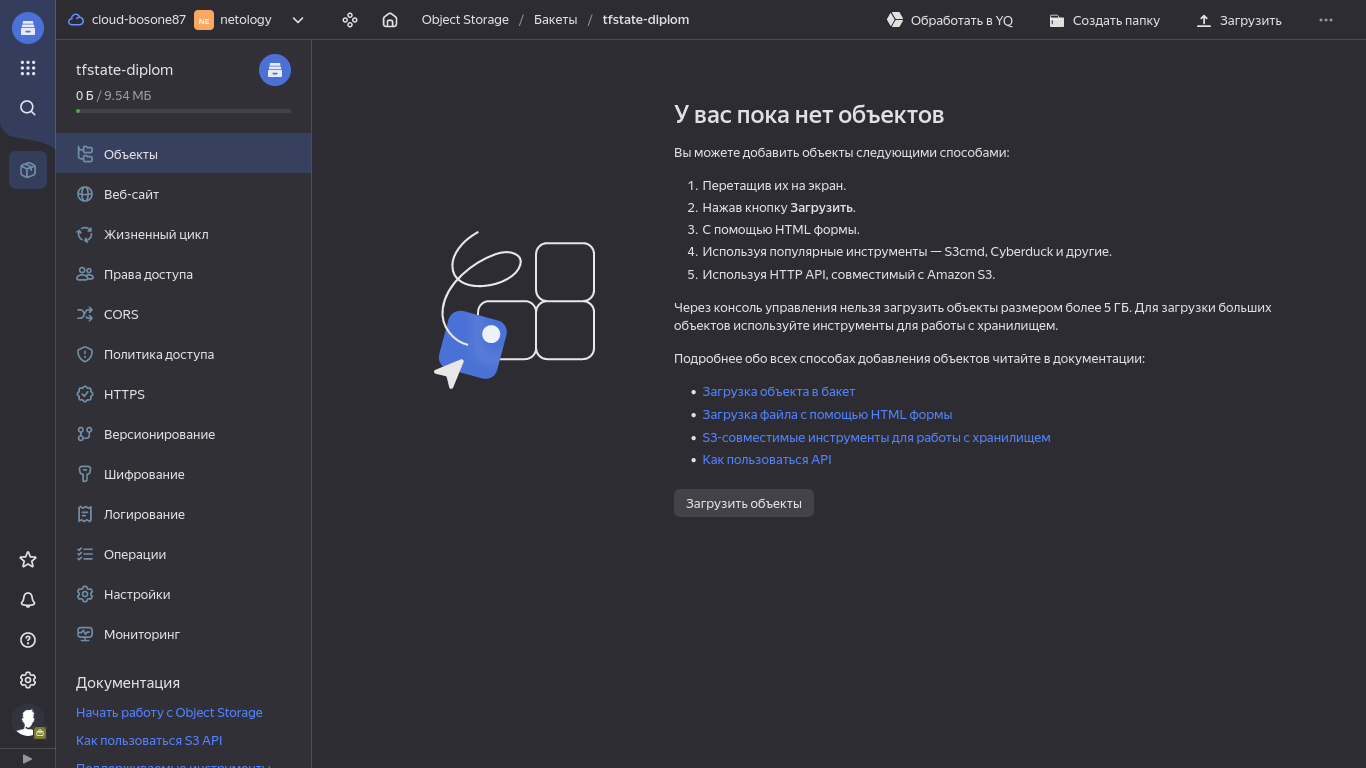 cloud-bosone87 NE netology Object Storage / Бакеты / tfstate-diplom Обработать в YQ Создать папку Загрузить
tfstate-diplom
0 Б / 9.54 МБ
Объекты
Веб-сайт
Жизненный цикл
Права доступа
CORS
Политика доступа
HTTPS
Версионирование
Шифрование
Логирование
Операции
Настройки
Мониторинг
Документация
Начать работу с Object Storage
Как пользоваться S3 API
Поддерживаемые инструменты
У вас пока нет объектов
Вы можете добавить объекты следующими способами:
1. Перетащив их на экран.
2. Нажав кнопку Загрузить.
3. С помощью HTML формы.
4. Используя популярные инструменты — S3cmd, Cyberduck и другие.
5. Используя HTTP API, совместимый с Amazon S3.
Через консоль управления нельзя загрузить объекты размером более 5 ГБ. Для загрузки больших
объектов используйте инструменты для работы с хранилищем.
Подробнее обо всех способах добавления объектов читайте в документации:
• Загрузка объекта в бакет
• Загрузка файла с помощью HTML формы
• S3-совместимые инструменты для работы с хранилищем
• Как пользоваться API
Загрузить объекты